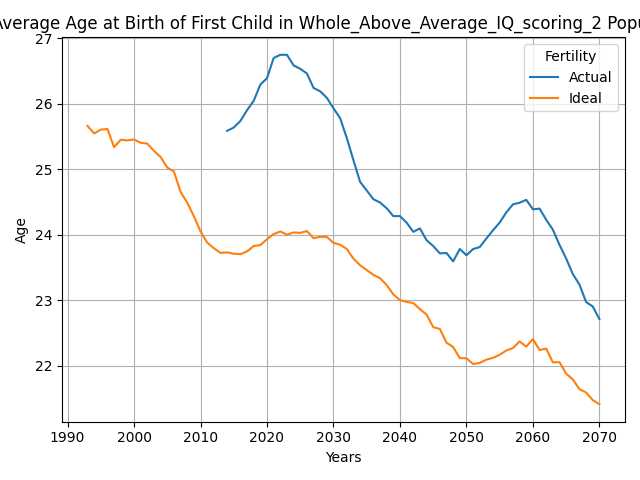 Average Age at Birth of First Child in Whole_Above_Average_IQ_scoring_2 Popu
27
26
25
24
23
22
Age
Fertility
Actual
Ideal
1990 2000 2010 2020 2030 2040 2050 2060 2070
Years